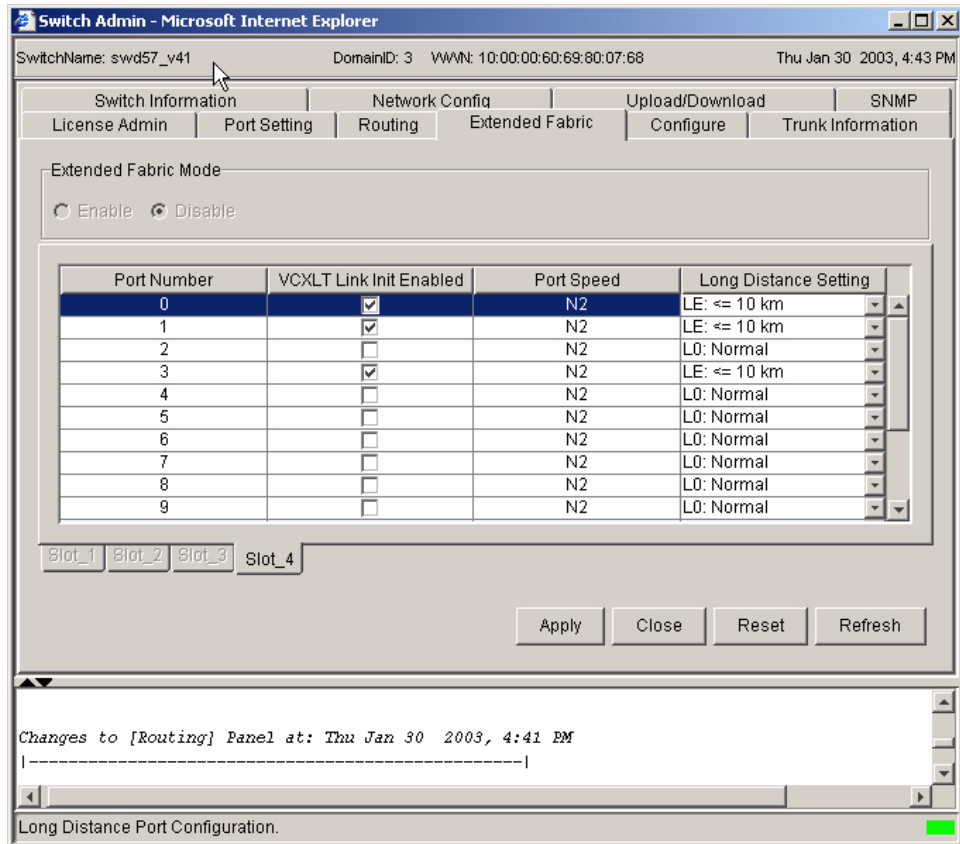 Switch Admin - Microsoft Internet Explorer
SwitchName: swd57_v41 DomainID: 3 WWN: 10:00:00:60:69:80:07:68 Thu Jan 30 2003, 4:43 PM
Switch Information Network Config Upload/Download SNMP
License Admin Port Setting Routing Extended Fabric Configure Trunk Information
Extended Fabric Mode
Enable Disable
Port Number VCXLT Link Init Enabled Port Speed Long Distance Setting
0 N2 LE: <= 10 km
1 N2 LE: <= 10 km
2 N2 L0: Normal
3 N2 LE: <= 10 km
4 N2 L0: Normal
5 N2 L0: Normal
6 N2 L0: Normal
7 N2 L0: Normal
8 N2 L0: Normal
9 N2 L0: Normal
Slot_1 Slot_2 Slot_3 Slot_4
Apply Close Reset Refresh
Changes to [Routing] Panel at: Thu Jan 30 2003, 4:41 PM
|--------------------------------------------------|
Long Distance Port Configuration.